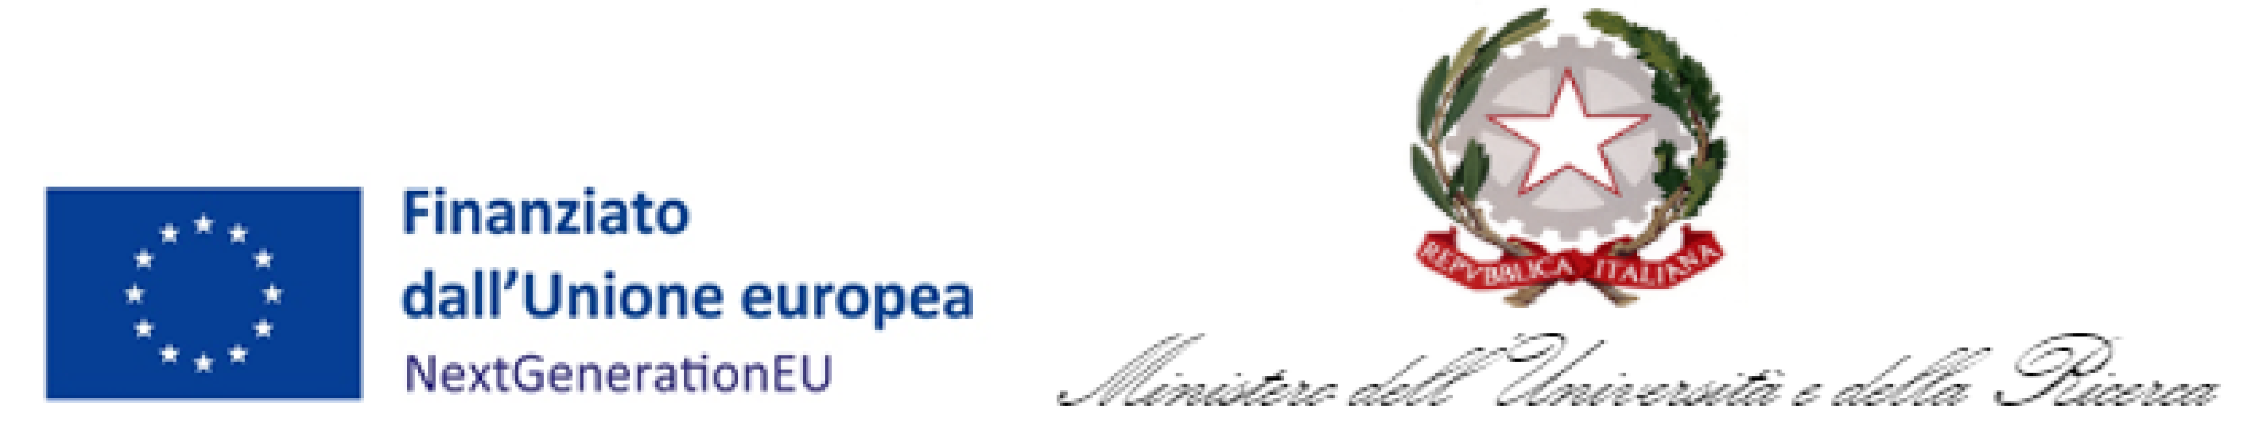 Finanziato
dall'Unione europea
NextGenerationEU
REPVBBLICA ITALIANA
Ministero dell'Università e della Ricerca